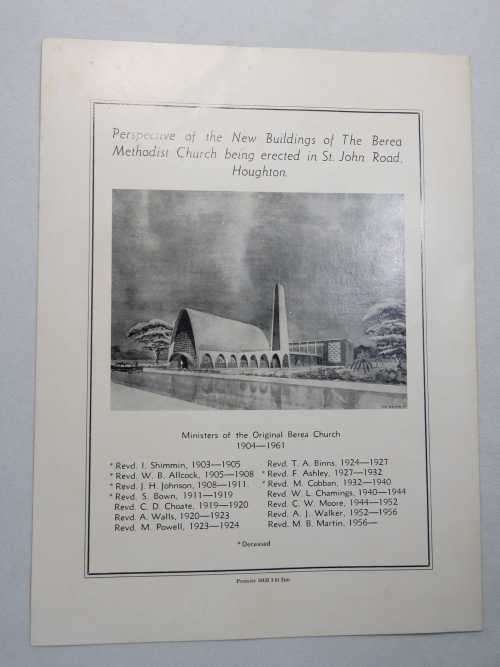 Perspective of the New Buildings of The Berea
Methodist Church being erected in St. John Road,
Houghton.
Ministers of the Original Berea Church
1904—1961
* Revd. I. Shimmin, 1903—1905
* Revd. W. B. Allcock, 1905—1908
* Revd. J. H. Johnson, 1908—1911.
* Revd. S. Bown, 1911—1919
Revd. C. D. Choate, 1919—1920
Revd. A. Walls, 1920—1923
Revd. M. Powell, 1923—1924
Revd. T. A. Binns, 1924—1927
* Revd. F. Ashley, 1927—1932
* Revd. M. Cobban, 1932—1940
Revd. W. L. Chamings, 1940—1944
Revd. C. W. Moore, 1944—1952
Revd. A. J. Walker, 1952—1956
Revd. M. B. Martin, 1956—
* Deceased
Premier